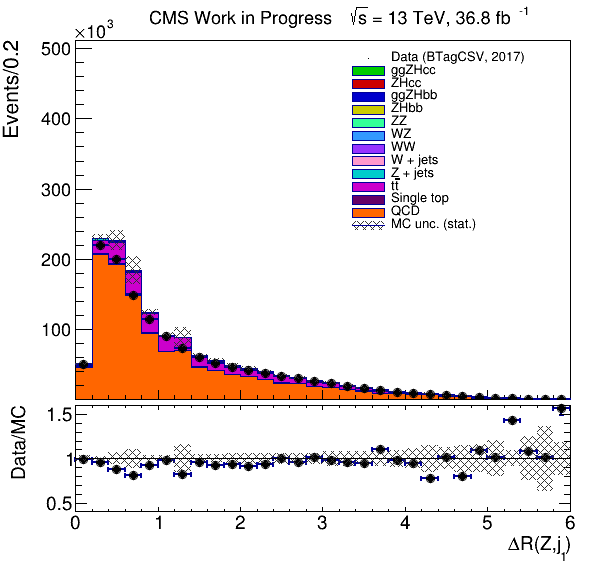 CMS Work in Progress √s = 13 TeV, 36.8 fb⁻¹
×10³
Events/0.2
500
400
300
200
100
Data (BTagCSV, 2017)
ggZHcc
ZHcc
ggZHbb
ZHbb
ZZ
WZ
WW
W + jets
Z + jets
tt̅
Single top
QCD
MC unc. (stat.)
Data/MC
1.5
1
0.5
0 1 2 3 4 5 6
ΔR(Z,j₁)